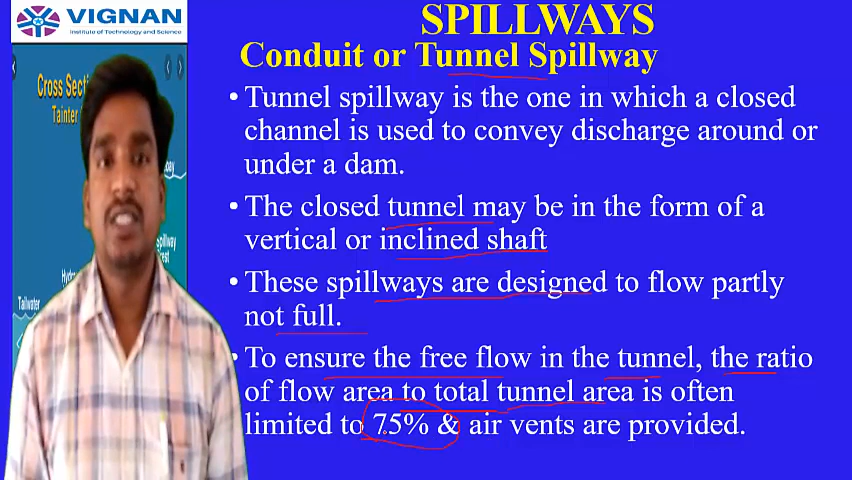 VIGNAN
Institute of Technology and Science
SPILLWAYS
Conduit or Tunnel Spillway
• Tunnel spillway is the one in which a closed
channel is used to convey discharge around or
under a dam.
• The closed tunnel may be in the form of a
vertical or inclined shaft
• These spillways are designed to flow partly
not full.
• To ensure the free flow in the tunnel, the ratio
of flow area to total tunnel area is often
limited to 75% & air vents are provided.
Cross Secti
Tainter
Spillway
Tailwater